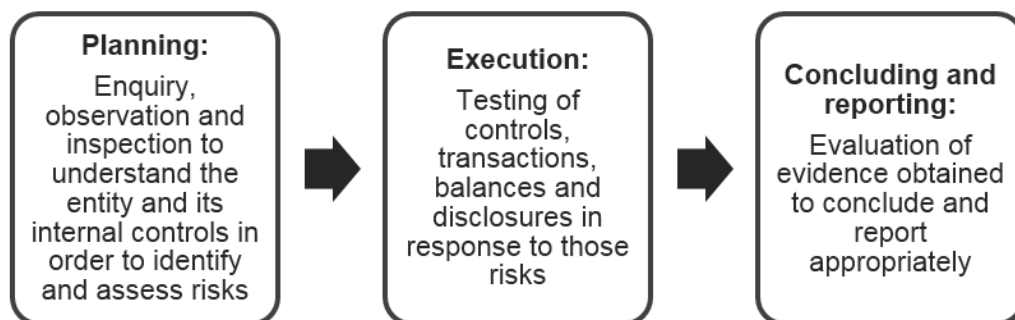 Planning:
Enquiry,
observation and
inspection to
understand the
entity and its
internal controls in
order to identify
and assess risks
Execution:
Testing of
controls,
transactions,
balances and
disclosures in
response to those
risks
Concluding and
reporting:
Evaluation of
evidence obtained
to conclude and
report
appropriately